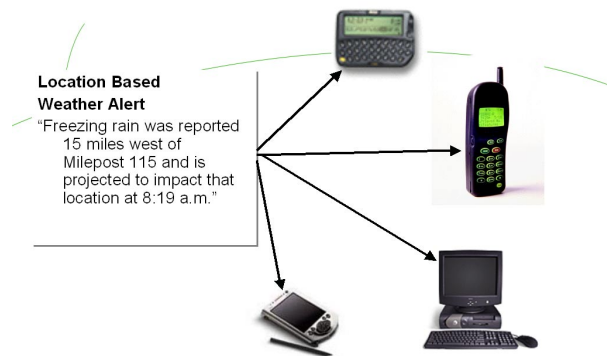 Location Based
Weather Alert
“Freezing rain was reported
15 miles west of
Milepost 115 and is
projected to impact that
location at 8:19 a.m.”